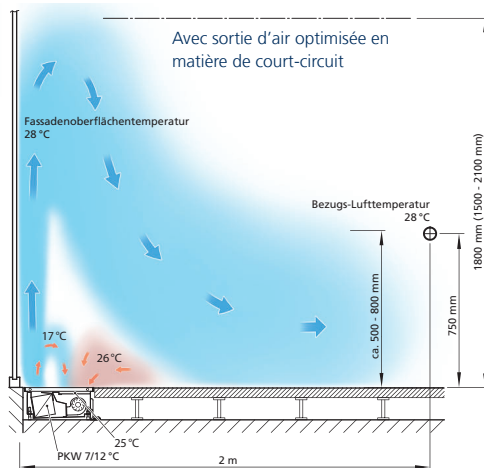 Avec sortie d’air optimisée en
matière de court-circuit
Fassadenoberflächentemperatur
28 °C
Bezugs-Lufttemperatur
28 °C
1800 mm (1500 - 2100 mm)
ca. 500 - 800 mm
750 mm
17 °C
26 °C
25 °C
PKW 7/12 °C
2 m